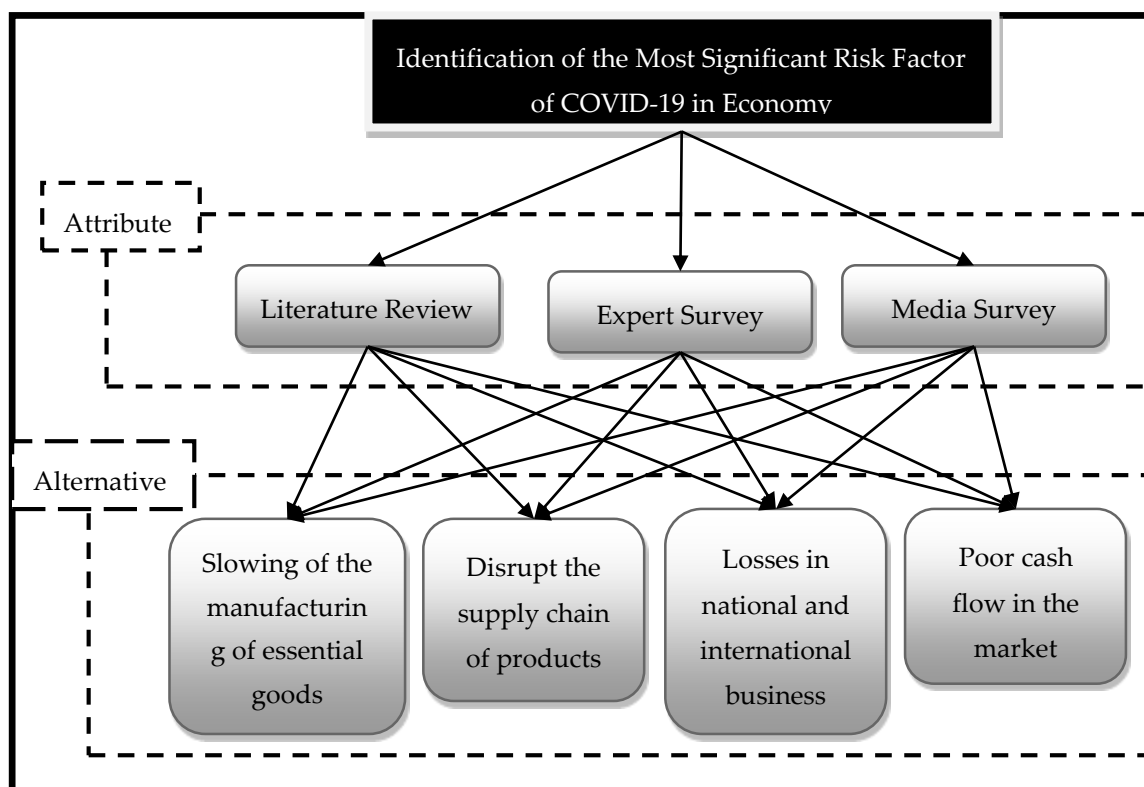 Identification of the Most Significant Risk Factor
of COVID-19 in Economy
Attribute
Literature Review
Expert Survey
Media Survey
Alternative
Slowing of the
manufacturin
g of essential
goods
Disrupt the
supply chain
of products
Losses in
national and
international
business
Poor cash
flow in the
market